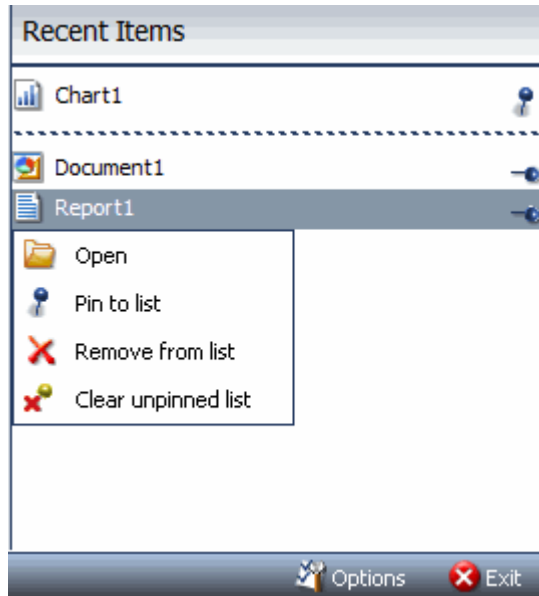 Recent Items
Chart1
Document1
Report1
Open
Pin to list
Remove from list
Clear unpinned list
Options Exit